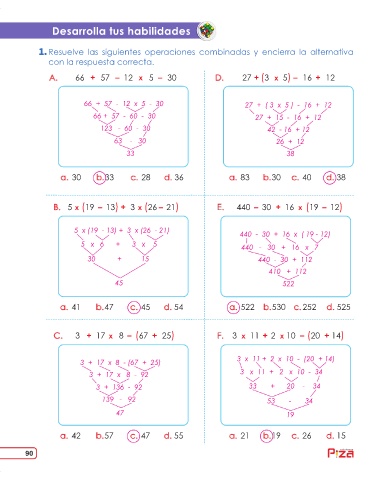 Desarrolla tus habilidades
1. Resuelve las siguientes operaciones combinadas y encierra la alternativa
con la respuesta correcta.
A. 66 + 57 – 12 x 5 – 30
66 + 57 - 12 x 5 - 30
66 + 57 - 60 - 30
123 - 60 - 30
63 - 30
33
a. 30 b. 33 c. 28 d. 36
D. 27 + (3 x 5) – 16 + 12
27 + ( 3 x 5 ) - 16 + 12
27 + 15 - 16 + 12
42 - 16 + 12
26 + 12
38
a. 83 b. 30 c. 40 d. 38
B. 5 x (19 – 13) + 3 x (26 – 21)
5 x (19 - 13) + 3 x (26 - 21)
5 x 6 + 3 x 5
30 + 15
45
a. 41 b. 47 c. 45 d. 54
E. 440 – 30 + 16 x (19 – 12)
440 - 30 + 16 x ( 19 - 12)
440 - 30 + 16 x 7
440 - 30 + 112
410 + 112
522
a. 522 b. 530 c. 252 d. 525
C. 3 + 17 x 8 – (67 + 25)
3 + 17 x 8 - (67 + 25)
3 + 17 x 8 - 92
3 + 136 - 92
139 - 92
47
a. 42 b. 57 c. 47 d. 55
F. 3 x 11 + 2 x 10 – (20 + 14)
3 x 11 + 2 x 10 - (20 + 14)
3 x 11 + 2 x 10 - 34
33 + 20 - 34
53 - 34
19
a. 21 b. 19 c. 26 d. 15
90